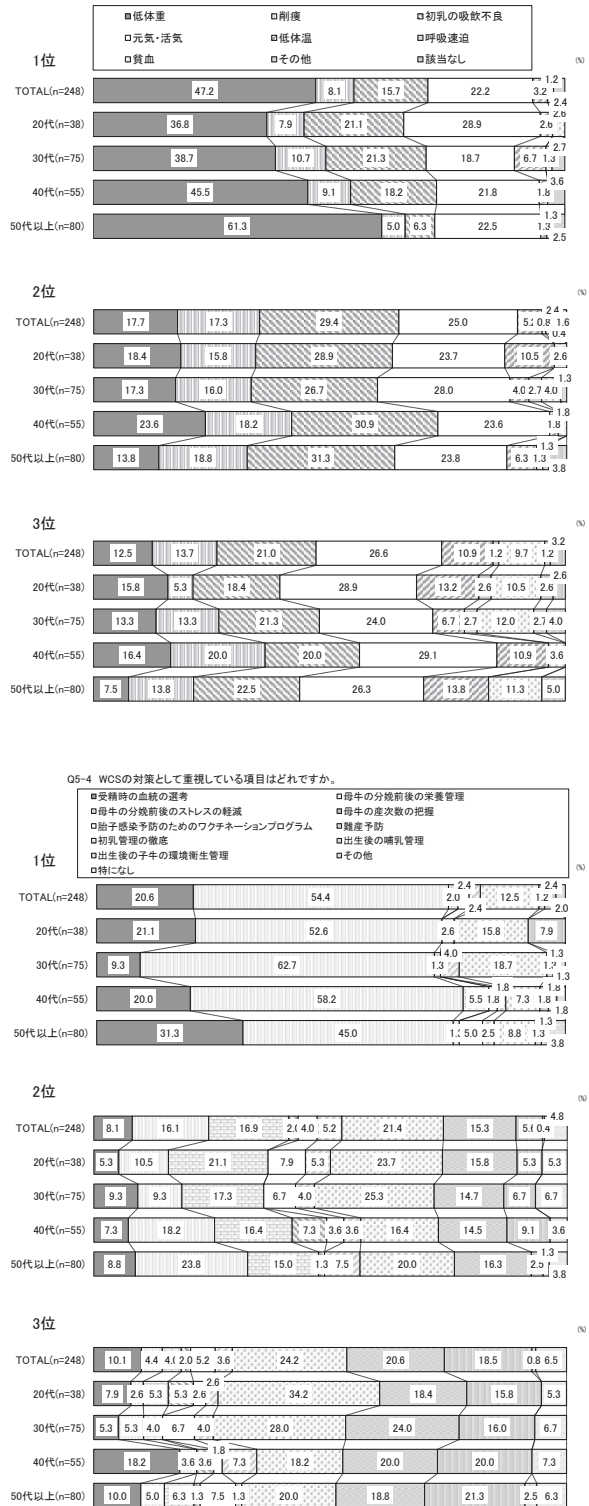 ■低体重 □削痩 □初乳の吸飲不良
□元気・活気 □低体温 □呼吸速迫
□貧血 □その他 □該当なし
1位
(%)
TOTAL(n=248) 47.2 8.1 15.7 22.2 3.2 1.2 2.4
20代(n=38) 36.8 7.9 21.1 28.9 2.6 2.6
30代(n=75) 38.7 10.7 21.3 18.7 6.7 1.3 2.7
40代(n=55) 45.5 9.1 18.2 21.8 1.8 3.6
50代以上(n=80) 61.3 5.0 6.3 22.5 1.3 1.3 2.5
2位
(%)
TOTAL(n=248) 17.7 17.3 29.4 25.0 0.8 2.4 1.6 0.4
20代(n=38) 18.4 15.8 28.9 23.7 10.5 2.6
30代(n=75) 17.3 16.0 26.7 28.0 4.0 2.7 4.0 1.3
40代(n=55) 23.6 18.2 30.9 23.6 1.8 1.8
50代以上(n=80) 13.8 18.8 31.3 23.8 6.3 1.3 1.3 3.8
3位
(%)
TOTAL(n=248) 12.5 13.7 21.0 26.6 10.9 1.2 9.7 1.2 3.2
20代(n=38) 15.8 5.3 18.4 28.9 13.2 2.6 10.5 2.6 2.6
30代(n=75) 13.3 13.3 21.3 24.0 6.7 2.7 12.0 2.7 4.0
40代(n=55) 16.4 20.0 20.0 29.1 10.9 3.6
50代以上(n=80) 7.5 13.8 22.5 26.3 13.8 11.3 5.0
Q5-4 WCSの対策として重視している項目はどれですか。
■受精時の血統の選考 □母牛の分娩前後の栄養管理
□母牛の分娩前後のストレスの軽減 □母牛の産次数の把握
□胎子感染予防のためのワクチネーションプログラム □難産予防
□初乳管理の徹底 □出生後の哺乳管理
□出生後の子牛の環境衛生管理 □その他
□特になし
1位
(%)
TOTAL(n=248) 20.6 54.4 2.0 2.4 2.4 12.5 1.2 2.4 2.0
20代(n=38) 21.1 52.6 2.6 15.8 7.9
30代(n=75) 9.3 62.7 1.3 4.0 18.7 1.3 1.3
40代(n=55) 20.0 58.2 5.5 1.8 1.8 7.3 1.8 1.8 1.8
50代以上(n=80) 31.3 45.0 5.0 2.5 8.8 1.3 1.3 3.8
2位
(%)
TOTAL(n=248) 8.1 16.1 16.9 4.0 5.2 21.4 15.3 0.4 4.8
20代(n=38) 5.3 10.5 21.1 7.9 5.3 23.7 15.8 5.3 5.3
30代(n=75) 9.3 9.3 17.3 6.7 4.0 25.3 14.7 6.7 6.7
40代(n=55) 7.3 18.2 16.4 7.3 3.6 3.6 16.4 14.5 9.1 3.6
50代以上(n=80) 8.8 23.8 15.0 1.3 7.5 20.0 16.3 2.5 1.3 3.8
3位
(%)
TOTAL(n=248) 10.1 4.4 4.0 2.0 5.2 3.6 24.2 20.6 18.5 0.8 6.5
20代(n=38) 7.9 2.6 5.3 5.3 2.6 2.6 34.2 18.4 15.8 5.3
30代(n=75) 5.3 5.3 4.0 6.7 4.0 28.0 24.0 16.0 6.7
40代(n=55) 18.2 3.6 3.6 1.8 7.3 18.2 20.0 20.0 7.3
50代以上(n=80) 10.0 5.0 6.3 1.3 7.5 1.3 20.0 18.8 21.3 2.5 6.3